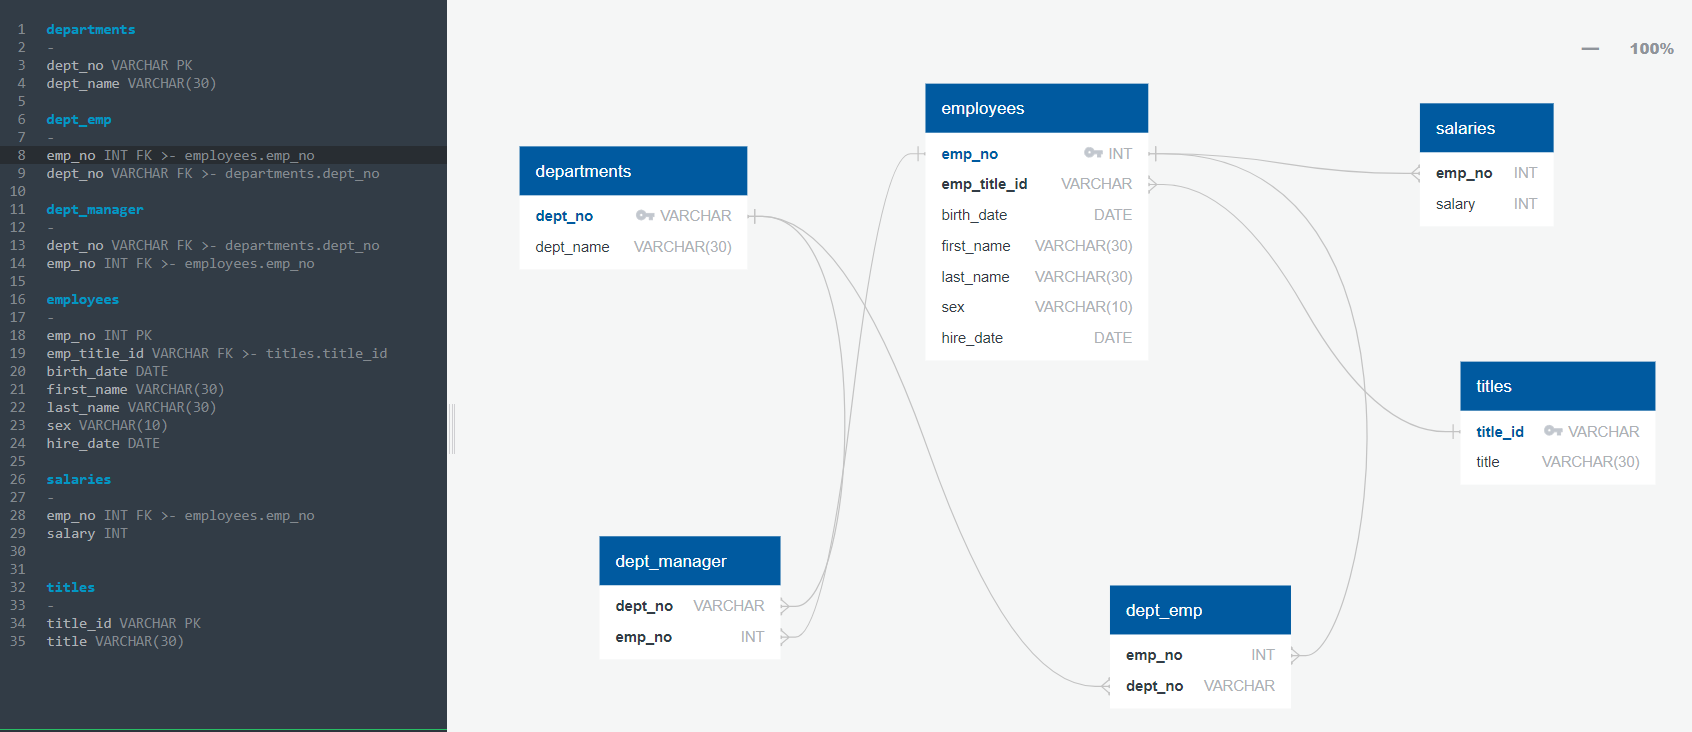 1 departments
2 -
3 dept_no VARCHAR PK
4 dept_name VARCHAR(30)
5
6 dept_emp
7 -
8 emp_no INT FK >- employees.emp_no
9 dept_no VARCHAR FK >- departments.dept_no
10
11 dept_manager
12 -
13 dept_no VARCHAR FK >- departments.dept_no
14 emp_no INT FK >- employees.emp_no
15
16 employees
17 -
18 emp_no INT PK
19 emp_title_id VARCHAR FK >- titles.title_id
20 birth_date DATE
21 first_name VARCHAR(30)
22 last_name VARCHAR(30)
23 sex VARCHAR(10)
24 hire_date DATE
25
26 salaries
27 -
28 emp_no INT FK >- employees.emp_no
29 salary INT
30
31
32 titles
33 -
34 title_id VARCHAR PK
35 title VARCHAR(30)
100%
departments
dept_no VARCHAR
dept_name VARCHAR(30)
employees
emp_no INT
emp_title_id VARCHAR
birth_date DATE
first_name VARCHAR(30)
last_name VARCHAR(30)
sex VARCHAR(10)
hire_date DATE
salaries
emp_no INT
salary INT
titles
title_id VARCHAR
title VARCHAR(30)
dept_manager
dept_no VARCHAR
emp_no INT
dept_emp
emp_no INT
dept_no VARCHAR